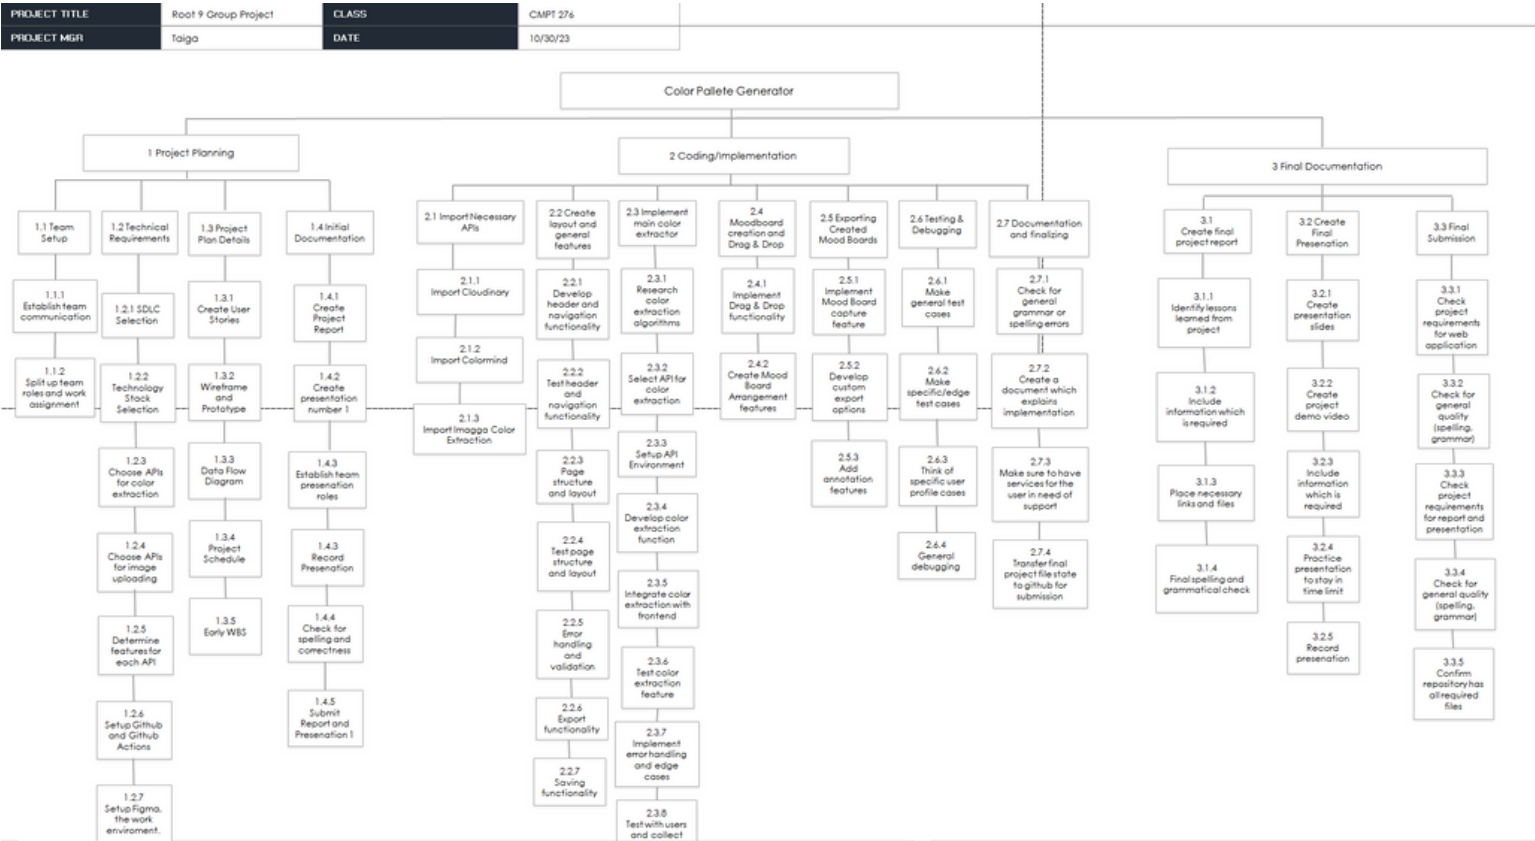 PROJECT TITLE Root 9 Group Project CLASS CMPT 276
PROJECT MGR Taiga DATE 10/30/23
Color Pallete Generator
1 Project Planning
2 Coding/Implementation
3 Final Documentation
1.1 Team
Setup
1.1.1
Establish team
communication
1.1.2
Split up team
roles and work
assignment
1.2 Technical
Requirements
1.2.1 SDLC
Selection
1.2.2
Technology
Stack
Selection
1.2.3
Choose APIs
for color
extraction
1.2.4
Choose APIs
for image
uploading
1.2.5
Determine
features for
each API
1.2.6
Setup Github
and Github
Actions
1.2.7
Setup Figma,
the work
enviroment.
1.3 Project
Plan Details
1.3.1
Create User
Stories
1.3.2
Wireframe
and
Prototype
1.3.3
Data Flow
Diagram
1.3.4
Project
Schedule
1.3.5
Early WBS
1.4 Initial
Documentation
1.4.1
Create
Project
Report
1.4.2
Create
presentation
number 1
1.4.3
Establish team
presenation
roles
1.4.3
Record
Presenation
1.4.4
Check for
spelling and
correctness
1.4.5
Submit
Report and
Presenation 1
2.1 Import Necessary
APIs
2.1.1
Import Cloudinary
2.1.2
Import Colormind
2.1.3
Import Imagga Color
Extraction
2.2 Create
layout and
general
features
2.2.1
Develop
header and
navigation
functionality
2.2.2
Test header
and
navigation
functionality
2.2.3
Page
structure
and layout
2.2.4
Test page
structure
and layout
2.2.5
Error
handling
and
validation
2.2.6
Export
functionality
2.2.7
Saving
functionality
2.3 Implement
main color
extractor
2.3.1
Research
color
extraction
algorithms
2.3.2
Select API for
color
extraction
2.3.3
Setup API
Environment
2.3.4
Develop color
extraction
function
2.3.5
Integrate color
extraction with
frontend
2.3.6
Test color
extraction
feature
2.3.7
Implement
error handling
and edge
cases
2.3.8
Test with users
and collect
2.4
Moodboard
creation and
Drag & Drop
2.4.1
Implement
Drag & Drop
functionality
2.4.2
Create Mood
Board
Arrangement
features
2.5 Exporting
Created
Mood Boards
2.5.1
Implement
Mood Board
capture
feature
2.5.2
Develop
custom
export
options
2.5.3
Add
annotation
features
2.6 Testing &
Debugging
2.6.1
Make
general test
cases
2.6.2
Make
specific/edge
test cases
2.6.3
Think of
specific user
profile cases
2.6.4
General
debugging
2.7 Documentation
and finalizing
2.7.1
Check for
general
grammar or
spelling errors
2.7.2
Create a
document which
explains
implementation
2.7.3
Make sure to have
services for the
user in need of
support
2.7.4
Transfer final
project file state
to github for
submission
3.1
Create final
project report
3.1.1
Identify lessons
learned from
project
3.1.2
Include
information which
is required
3.1.3
Place necessary
links and files
3.1.4
Final spelling and
grammatical check
3.2 Create
Final
Presenation
3.2.1
Create
presentation
slides
3.2.2
Create
project
demo video
3.2.3
Include
information
which is
required
3.2.4
Practice
presentation
to stay in
time limit
3.2.5
Record
presenation
3.3 Final
Submission
3.3.1
Check
project
requirements
for web
application
3.3.2
Check for
general
quality
(spelling,
grammar)
3.3.3
Check
project
requirements
for report and
presentation
3.3.4
Check for
general quality
(spelling,
grammar)
3.3.5
Confirm
repository has
all required
files